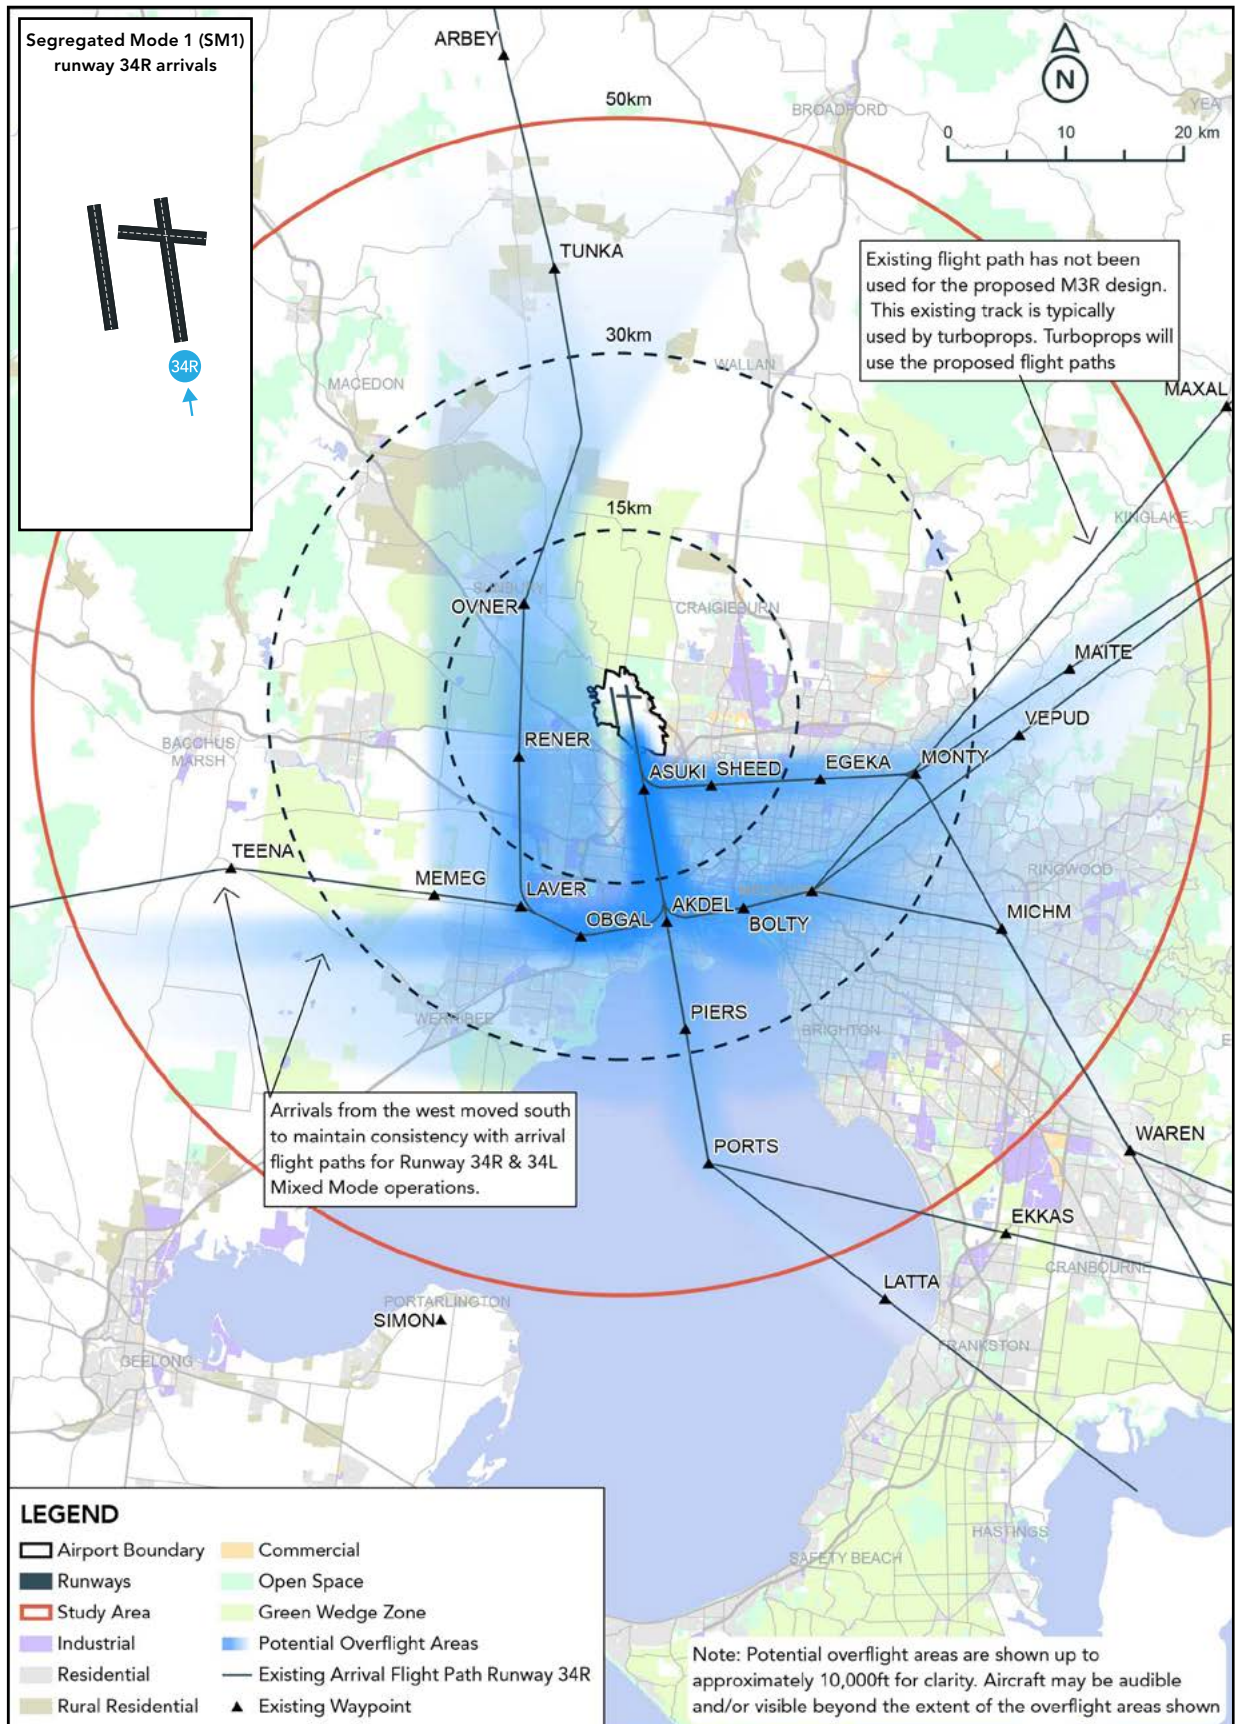 Segregated Mode 1 (SM1)
runway 34R arrivals
34R
ARBEY
N
50km
BROADFORD
YEA
0 10 20 km
TUNKA
Existing flight path has not been
used for the proposed M3R design.
This existing track is typically
used by turboprops. Turboprops will
use the proposed flight paths
30km
WALLAN
MACEDON
MAXAL
15km
KINGLAKE
SUNBURY
OVNER
CRAIGIEBURN
MAITE
VEPUD
RENER
BACCHUS
MARSH
ASUKI SHEED EGEKA MONTY
TEENA
MEMEG
LAVER
RINGWOOD
OBGAL AKDEL
BOLTY
MICHM
PIERS
WERRIBEE
BRIGHTON
Arrivals from the west moved south
to maintain consistency with arrival
flight paths for Runway 34R & 34L
Mixed Mode operations.
PORTS
WAREN
EKKAS
CRANBOURNE
LATTA
PORTARLINGTON
SIMON
FRANKSTON
GEELONG
HASTINGS
SAFETY BEACH
LEGEND
Airport Boundary
Runways
Study Area
Industrial
Residential
Rural Residential
Commercial
Open Space
Green Wedge Zone
Potential Overflight Areas
Existing Arrival Flight Path Runway 34R
Existing Waypoint
Note: Potential overflight areas are shown up to
approximately 10,000ft for clarity. Aircraft may be audible
and/or visible beyond the extent of the overflight areas shown